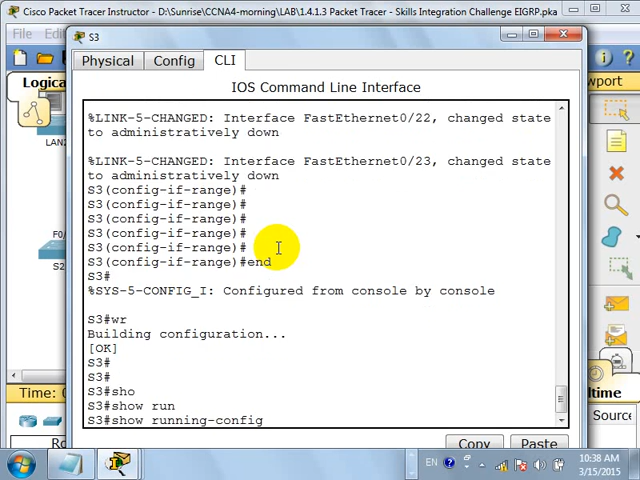 Cisco Packet Tracer Instructor - D:\Sunrise\CCNA4-morning\LAB\1.4.1.3 Packet Tracer - Skills Integration Challenge EIGRP.pka
File
S3
Physical
Config
CLI
Logica
wport
IOS Command Line Interface
LAN2
F0/
S2
%LINK-5-CHANGED: Interface FastEthernet0/22, changed state
to administratively down
%LINK-5-CHANGED: Interface FastEthernet0/23, changed state
to administratively down
S3(config-if-range)#
S3(config-if-range)#
S3(config-if-range)#
S3(config-if-range)#
S3(config-if-range)#
S3(config-if-range)#end
S3#
%SYS-5-CONFIG_I: Configured from console by console
S3#wr
Building configuration...
[OK]
S3#
S3#
S3#sho
S3#show run
S3#show running-config
Time: 0
ltime
Sourc
Copy
Paste
EN
10:38 AM
3/15/2015